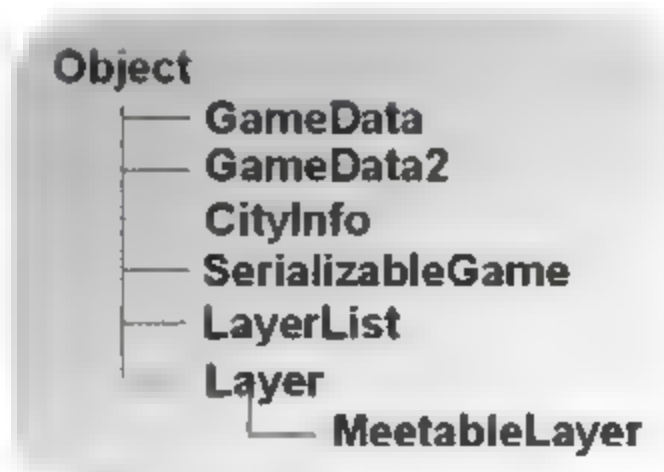 Object
GameData
GameData2
CityInfo
SerializableGame
LayerList
Layer
MeetableLayer